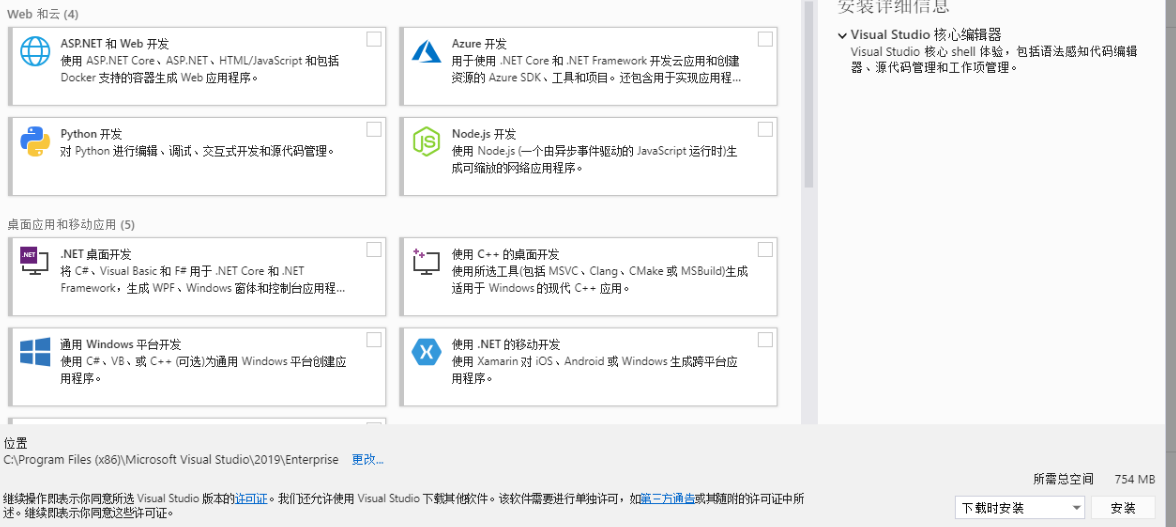 Web 和云 (4)
ASP.NET 和 Web 开发
使用 ASP.NET Core、ASP.NET、HTML/JavaScript 和包括
Docker 支持的容器生成 Web 应用程序。
Azure 开发
用于使用 .NET Core 和 .NET Framework 开发云应用和创建
资源的 Azure SDK、工具和项目。还包含用于实现应用程...
Python 开发
对 Python 进行编辑、调试、交互式开发和源代码管理。
Node.js 开发
使用 Node.js (一个由异步事件驱动的 JavaScript 运行时)生
成可缩放的网络应用程序。
桌面应用和移动应用 (5)
.NET
.NET 桌面开发
将 C#、Visual Basic 和 F# 用于 .NET Core 和 .NET
Framework，生成 WPF、Windows 窗体和控制台应用程...
使用 C++ 的桌面开发
使用所选工具(包括 MSVC、Clang、CMake 或 MSBuild)生成
适用于 Windows 的现代 C++ 应用。
通用 Windows 平台开发
使用 C#、VB、或 C++ (可选)为通用 Windows 平台创建应
用程序。
使用 .NET 的移动开发
使用 Xamarin 对 iOS、Android 或 Windows 生成跨平台应
用程序。
安装详细信息
Visual Studio 核心编辑器
Visual Studio 核心 shell 体验，包括语法感知代码编辑
器、源代码管理和工作项管理。
位置
C:\Program Files (x86)\Microsoft Visual Studio\2019\Enterprise 更改...
所需总空间 754 MB
继续操作即表示你同意所选 Visual Studio 版本的许可证。我们还允许使用 Visual Studio 下载其他软件。该软件需要进行单独许可，如第三方通告或其随附的许可证中所
述。继续即表示你同意这些许可证。
下载时安装
安装